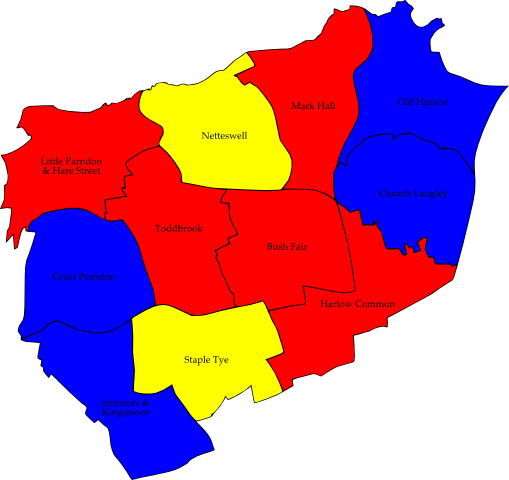 Old Harlow
Mark Hall
Netteswell
Little Parndon
& Hare Street
Church Langley
Toddbrook
Bush Fair
Great Parndon
Harlow Common
Staple Tye
Sumners &
Kingsmoor